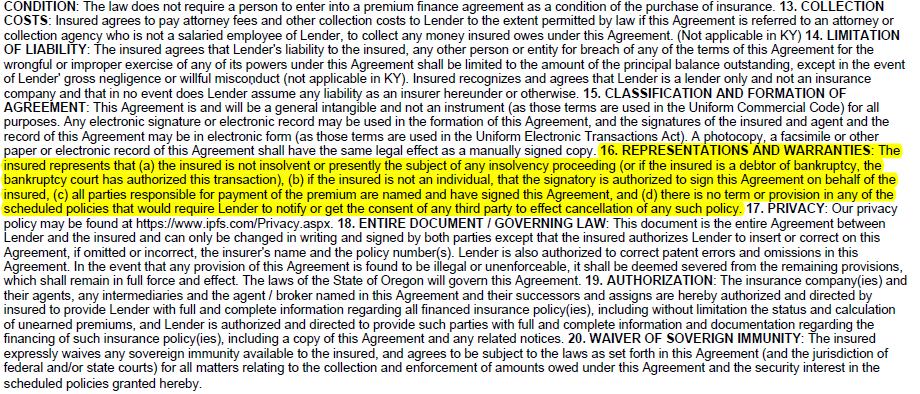 CONDITION: The law does not require a person to enter into a premium finance agreement as a condition of the purchase of insurance. 13. COLLECTION
COSTS: Insured agrees to pay attorney fees and other collection costs to Lender to the extent permitted by law if this Agreement is referred to an attorney or
collection agency who is not a salaried employee of Lender, to collect any money insured owes under this Agreement. (Not applicable in KY) 14. LIMITATION
OF LIABILITY: The insured agrees that Lender's liability to the insured, any other person or entity for breach of any of the terms of this Agreement for the
wrongful or improper exercise of any of its powers under this Agreement shall be limited to the amount of the principal balance outstanding, except in the event
of Lender' gross negligence or willful misconduct (not applicable in KY). Insured recognizes and agrees that Lender is a lender only and not an insurance
company and that in no event does Lender assume any liability as an insurer hereunder or otherwise. 15. CLASSIFICATION AND FORMATION OF
AGREEMENT: This Agreement is and will be a general intangible and not an instrument (as those terms are used in the Uniform Commercial Code) for all
purposes. Any electronic signature or electronic record may be used in the formation of this Agreement, and the signatures of the insured and agent and the
record of this Agreement may be in electronic form (as those terms are used in the Uniform Electronic Transactions Act). A photocopy, a facsimile or other
paper or electronic record of this Agreement shall have the same legal effect as a manually signed copy. 16. REPRESENTATIONS AND WARRANTIES: The
insured represents that (a) the insured is not insolvent or presently the subject of any insolvency proceeding (or if the insured is a debtor of bankruptcy, the
bankruptcy court has authorized this transaction), (b) if the insured is not an individual, that the signatory is authorized to sign this Agreement on behalf of the
insured, (c) all parties responsible for payment of the premium are named and have signed this Agreement, and (d) there is no term or provision in any of the
scheduled policies that would require Lender to notify or get the consent of any third party to effect cancellation of any such policy. 17. PRIVACY: Our privacy
policy may be found at https://www.ipfs.com/Privacy.aspx. 18. ENTIRE DOCUMENT / GOVERNING LAW: This document is the entire Agreement between
Lender and the insured and can only be changed in writing and signed by both parties except that the insured authorizes Lender to insert or correct on this
Agreement, if omitted or incorrect, the insurer's name and the policy number(s). Lender is also authorized to correct patent errors and omissions in this
Agreement. In the event that any provision of this Agreement is found to be illegal or unenforceable, it shall be deemed severed from the remaining provisions,
which shall remain in full force and effect. The laws of the State of Oregon will govern this Agreement. 19. AUTHORIZATION: The insurance company(ies) and
their agents, any intermediaries and the agent / broker named in this Agreement and their successors and assigns are hereby authorized and directed by
insured to provide Lender with full and complete information regarding all financed insurance policy(ies), including without limitation the status and calculation
of unearned premiums, and Lender is authorized and directed to provide such parties with full and complete information and documentation regarding the
financing of such insurance policy(ies), including a copy of this Agreement and any related notices. 20. WAIVER OF SOVERIGN IMMUNITY: The insured
expressly waives any sovereign immunity available to the insured, and agrees to be subject to the laws as set forth in this Agreement (and the jurisdiction of
federal and/or state courts) for all matters relating to the collection and enforcement of amounts owed under this Agreement and the security interest in the
scheduled policies granted hereby.